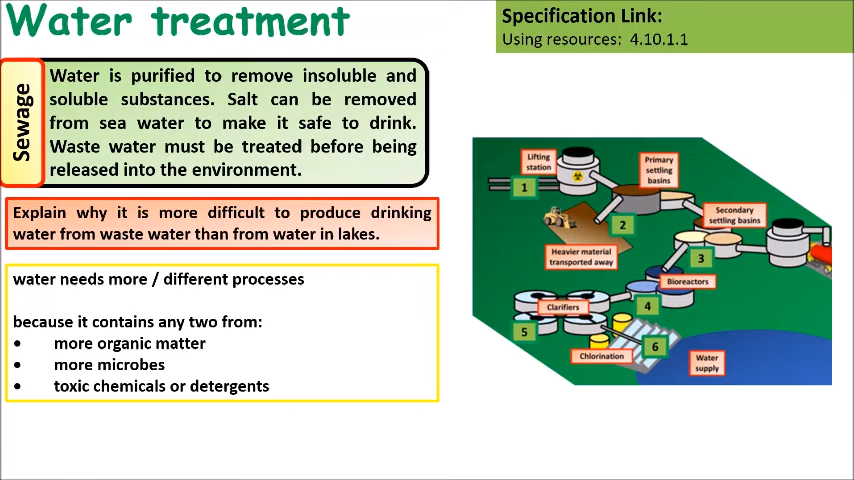 Water treatment
Specification Link:
Using resources: 4.10.1.1
Sewage
Water is purified to remove insoluble and
soluble substances. Salt can be removed
from sea water to make it safe to drink.
Waste water must be treated before being
released into the environment.
Explain why it is more difficult to produce drinking
water from waste water than from water in lakes.
water needs more / different processes
because it contains any two from:
• more organic matter
• more microbes
• toxic chemicals or detergents
Lifting
station
Primary
settling
basins
1
2
Secondary
settling basins
Heavier material
transported away
3
Bioreactors
Clarifiers
4
5
6
Chlorination
Water
supply